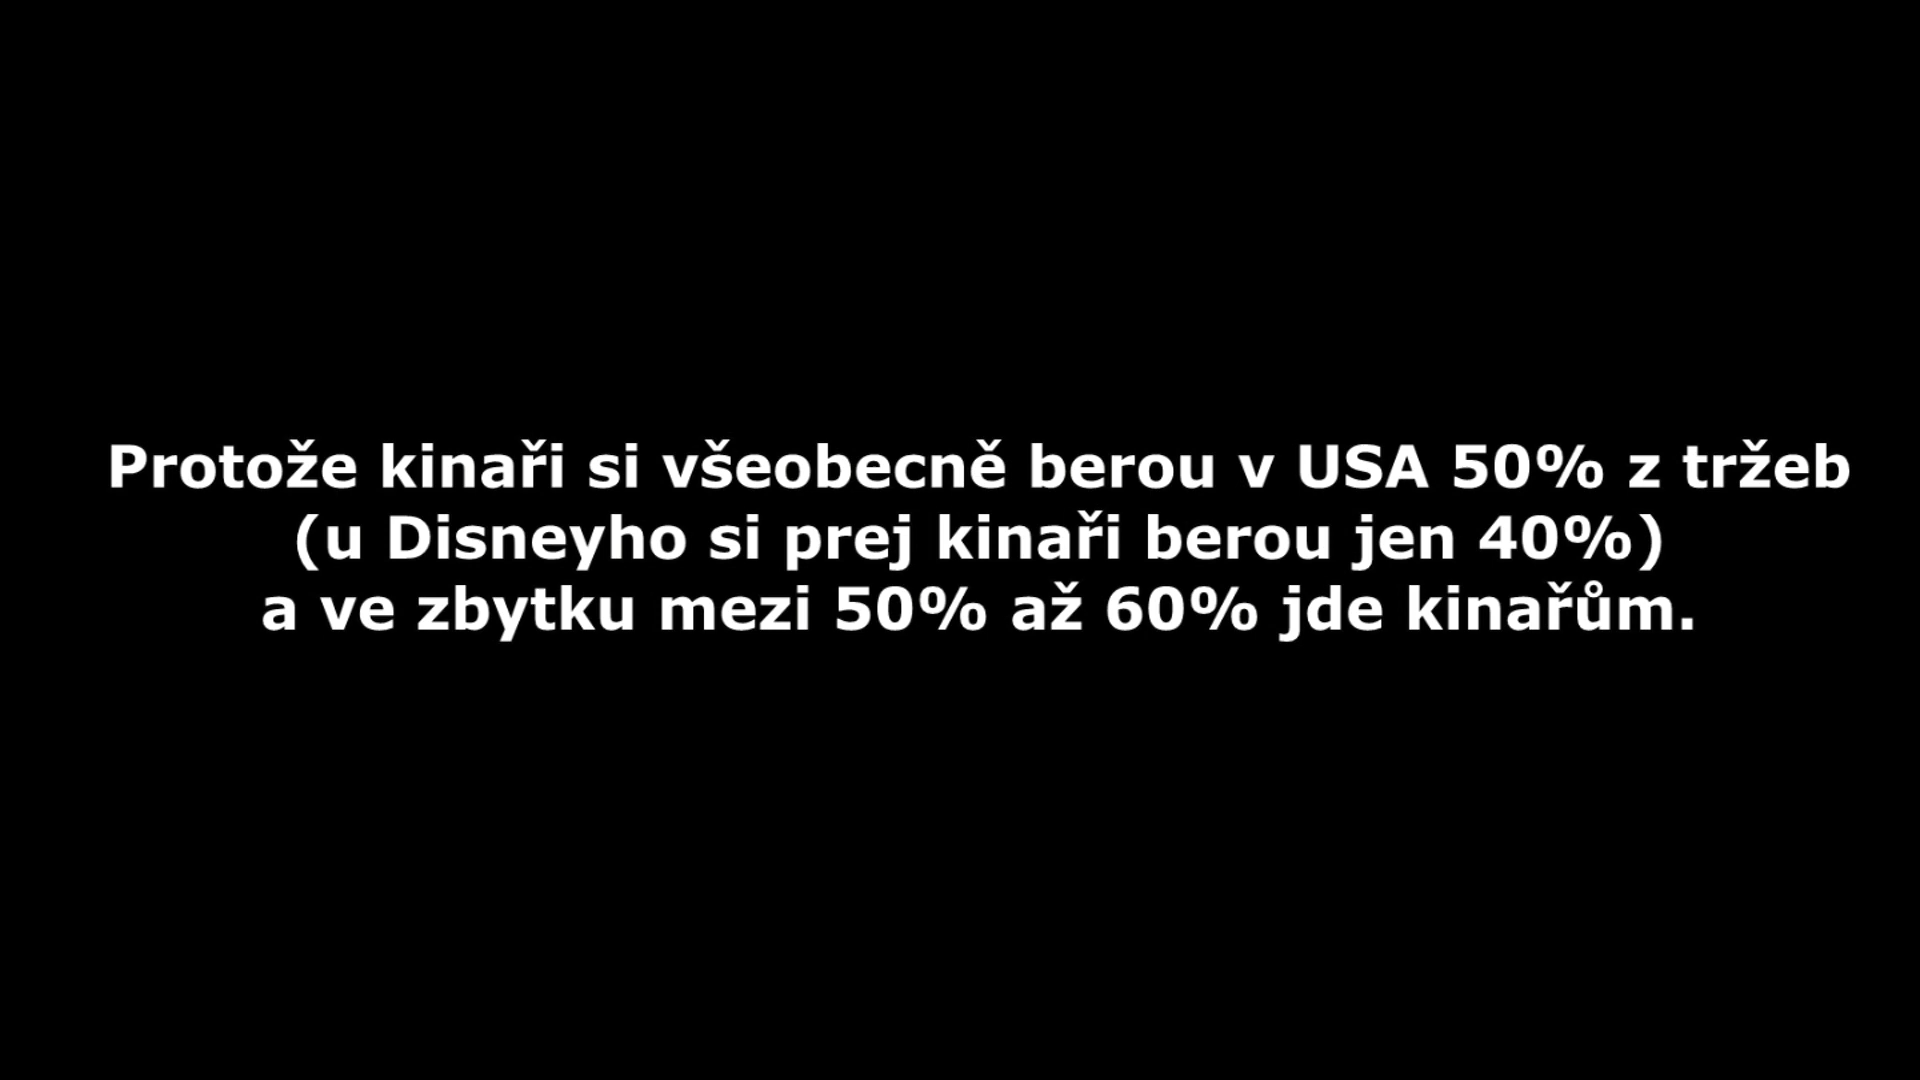 Protože kinaři si všeobecně berou v USA 50% z tržeb
(u Disneyho si prej kinaři berou jen 40%)
a ve zbytku mezi 50% až 60% jde kinařům.